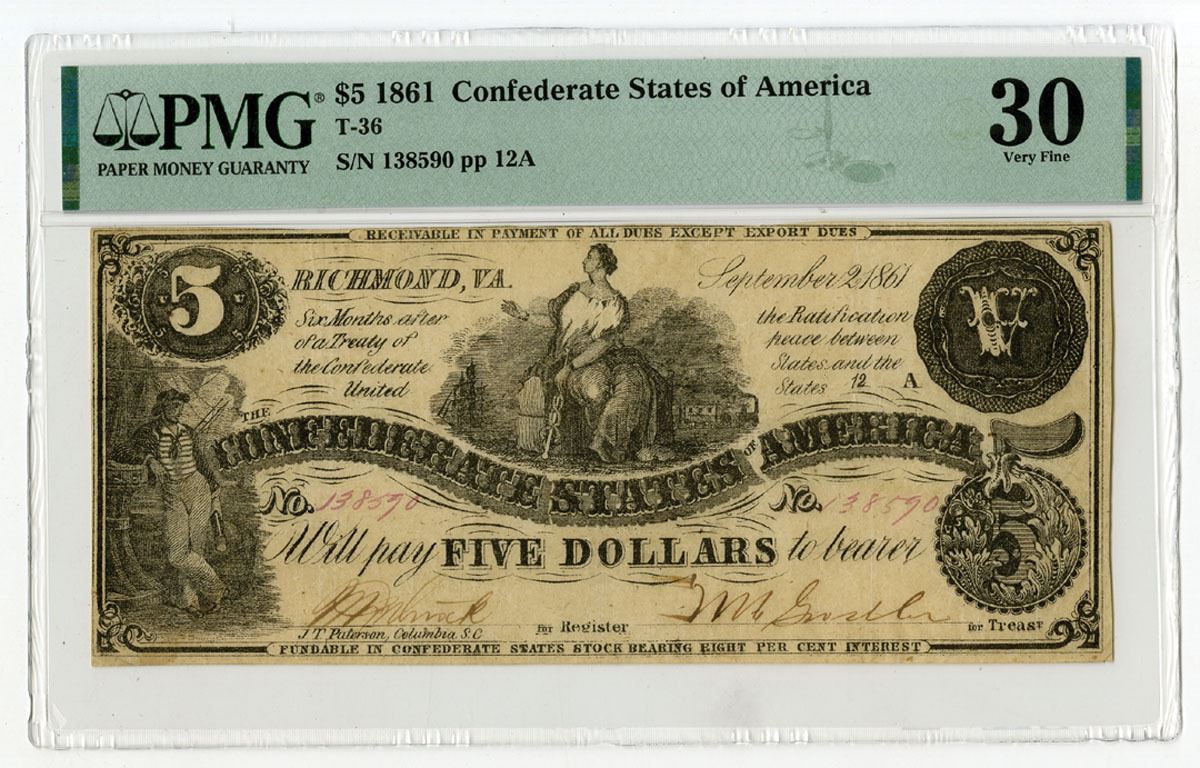 PMG®
PAPER MONEY GUARANTY
$5 1861 Confederate States of America
T-36
S/N 138590 pp 12A
30
Very Fine
RECEIVABLE IN PAYMENT OF ALL DUES EXCEPT EXPORT DUES
5
RICHMOND, VA.
September 2, 1861
V
Six Months after the Ratification
of a Treaty of peace between
the Confederate States and the
United States 12 A
THE CONFEDERATE STATES OF AMERICA
No. 138590 No. 138590
5
Will pay FIVE DOLLARS to bearer
J T Paterson, Columbia S.C
for Register
for Treasr
FUNDABLE IN CONFEDERATE STATES STOCK BEARING EIGHT PER CENT INTEREST